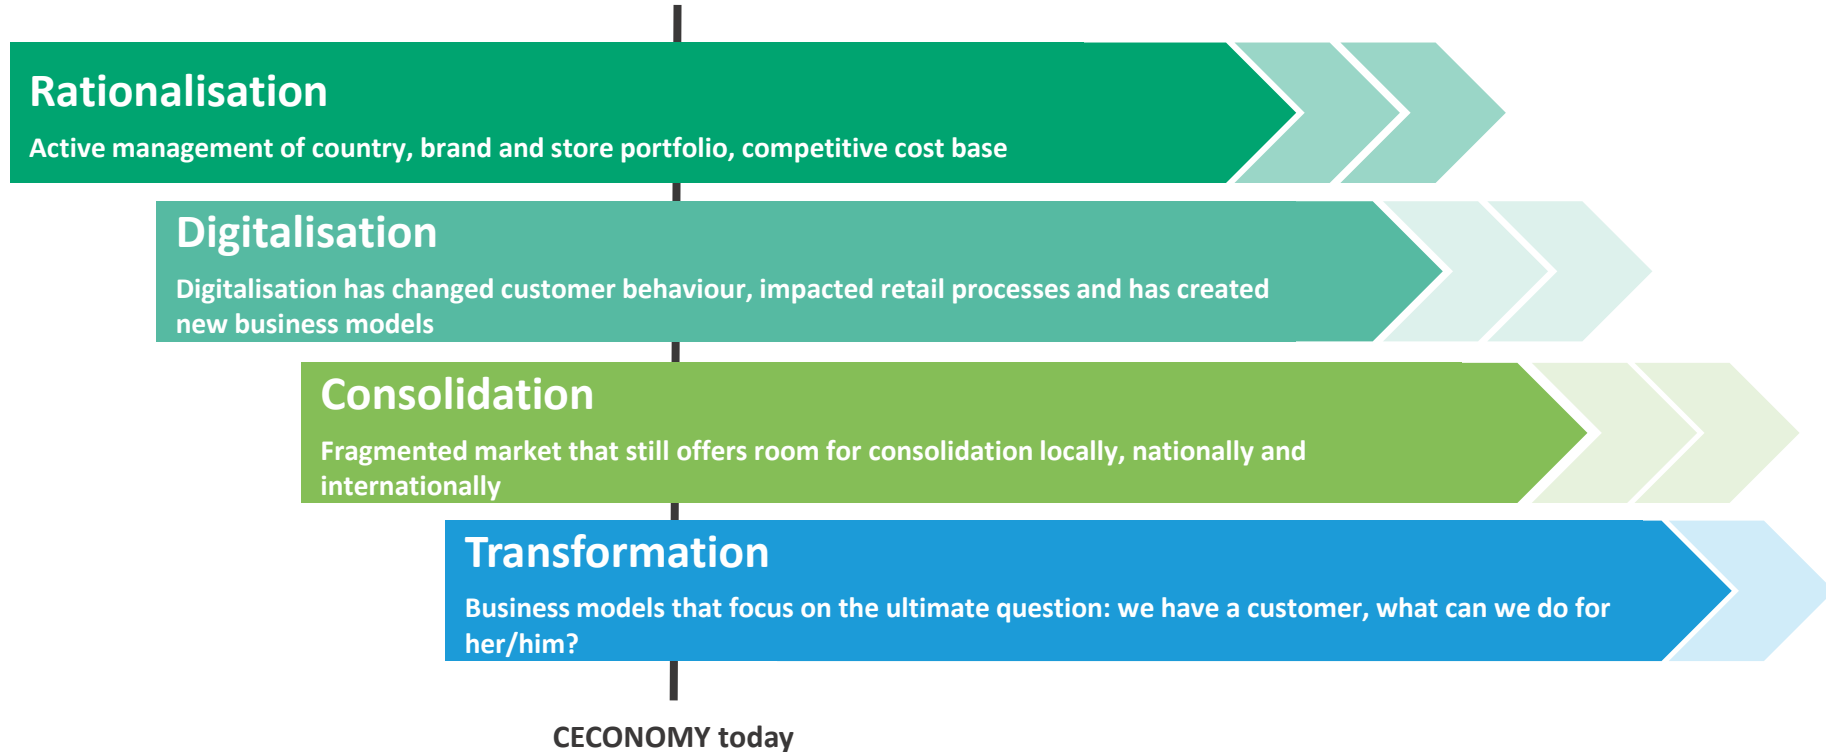 Rationalisation
Active management of country, brand and store portfolio, competitive cost base
Digitalisation
Digitalisation has changed customer behaviour, impacted retail processes and has created
new business models
Consolidation
Fragmented market that still offers room for consolidation locally, nationally and
internationally
Transformation
Business models that focus on the ultimate question: we have a customer, what can we do for
her/him?
CECONOMY today